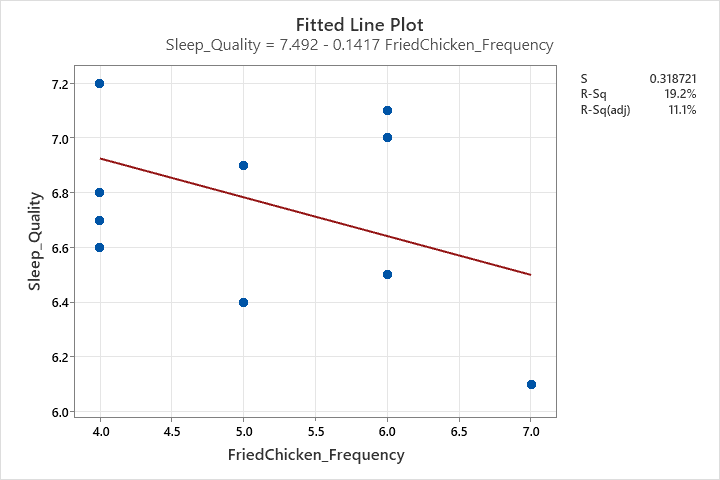 Fitted Line Plot
Sleep_Quality = 7.492 - 0.1417 FriedChicken_Frequency
S 0.318721
R-Sq 19.2%
R-Sq(adj) 11.1%
Sleep_Quality
7.2
7.0
6.8
6.6
6.4
6.2
6.0
4.0 4.5 5.0 5.5 6.0 6.5 7.0
FriedChicken_Frequency